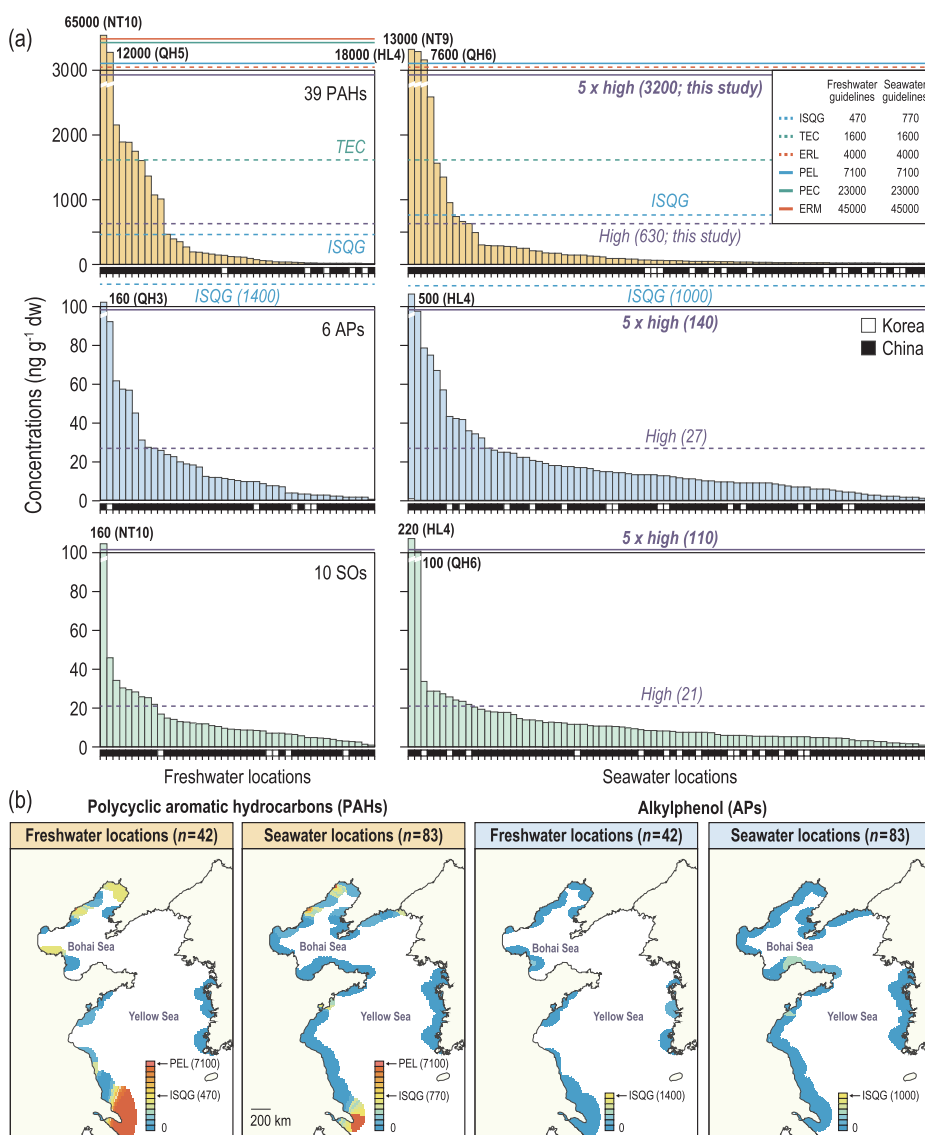 (a)
65000 (NT10)
12000 (QH5)
18000 (HL4)
13000 (NT9)
7600 (QH6)
3000
2000
1000
0
39 PAHs
TEC
ISQG
5 x high (3200; this study)
ISQG
High (630; this study)
Freshwater guidelines
Seawater guidelines
ISQG 470 770
TEC 1600 1600
ERL 4000 4000
PEL 7100 7100
PEC 23000 23000
ERM 45000 45000
Concentrations (ng g⁻¹ dw)
ISQG (1400)
160 (QH3)
6 APs
100
80
60
40
20
0
ISQG (1000)
500 (HL4)
5 x high (140)
Korea
China
High (27)
160 (NT10)
10 SOs
100
80
60
40
20
0
220 (HL4)
100 (QH6)
5 x high (110)
High (21)
Freshwater locations
Seawater locations
(b)
Polycyclic aromatic hydrocarbons (PAHs)
Alkylphenol (APs)
Freshwater locations (n=42)
Seawater locations (n=83)
Freshwater locations (n=42)
Seawater locations (n=83)
Bohai Sea
Yellow Sea
PEL (7100)
ISQG (470)
0
Bohai Sea
Yellow Sea
PEL (7100)
ISQG (770)
0
200 km
Bohai Sea
Yellow Sea
ISQG (1400)
0
Bohai Sea
Yellow Sea
ISQG (1000)
0